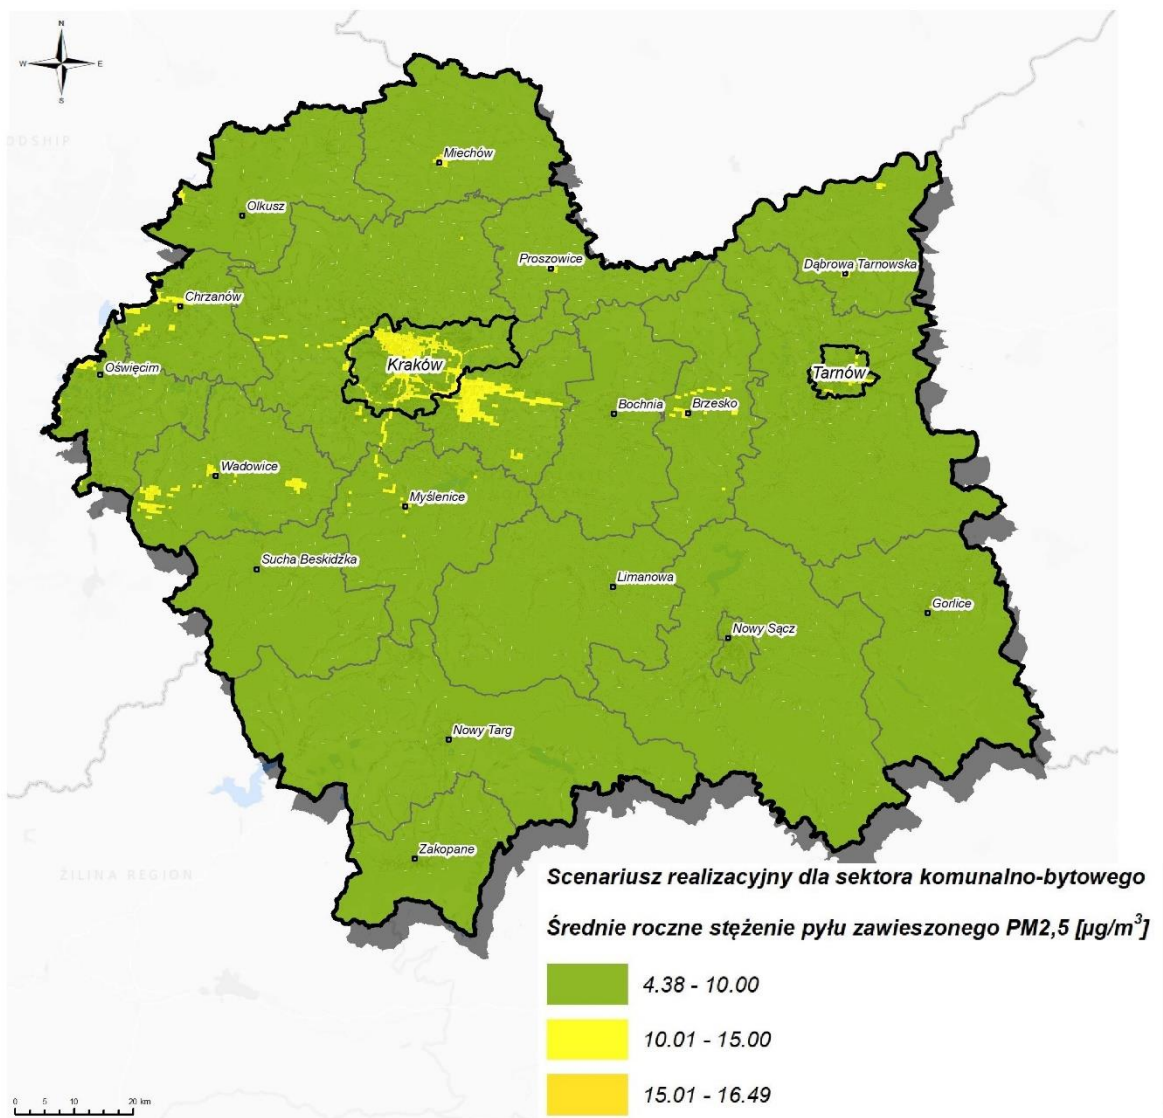 N
W E
S
ODSHIP
Miechów
Olkusz
Proszowice
Dąbrowa Tarnowska
Chrzanów
Kraków
Oświęcim
Tarnów
Bochnia
Brzesko
Wadowice
Myślenice
Sucha Beskidzka
Limanowa
Gorlice
Nowy Sącz
Nowy Targ
Zakopane
ŽILINA REGION
Scenariusz realizacyjny dla sektora komunalno-bytowego
Średnie roczne stężenie pyłu zawieszonego PM2,5 [µg/m³]
4.38 - 10.00
10.01 - 15.00
15.01 - 16.49
0 5 10 20 km